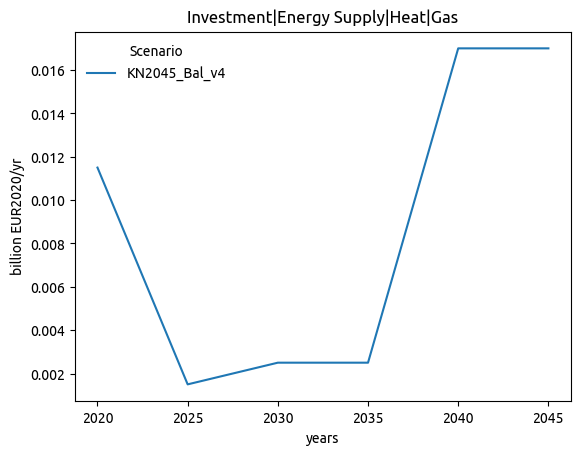 Investment|Energy Supply|Heat|Gas
Scenario
KN2045_Bal_v4
billion EUR2020/yr
0.016
0.014
0.012
0.010
0.008
0.006
0.004
0.002
2020 2025 2030 2035 2040 2045
years